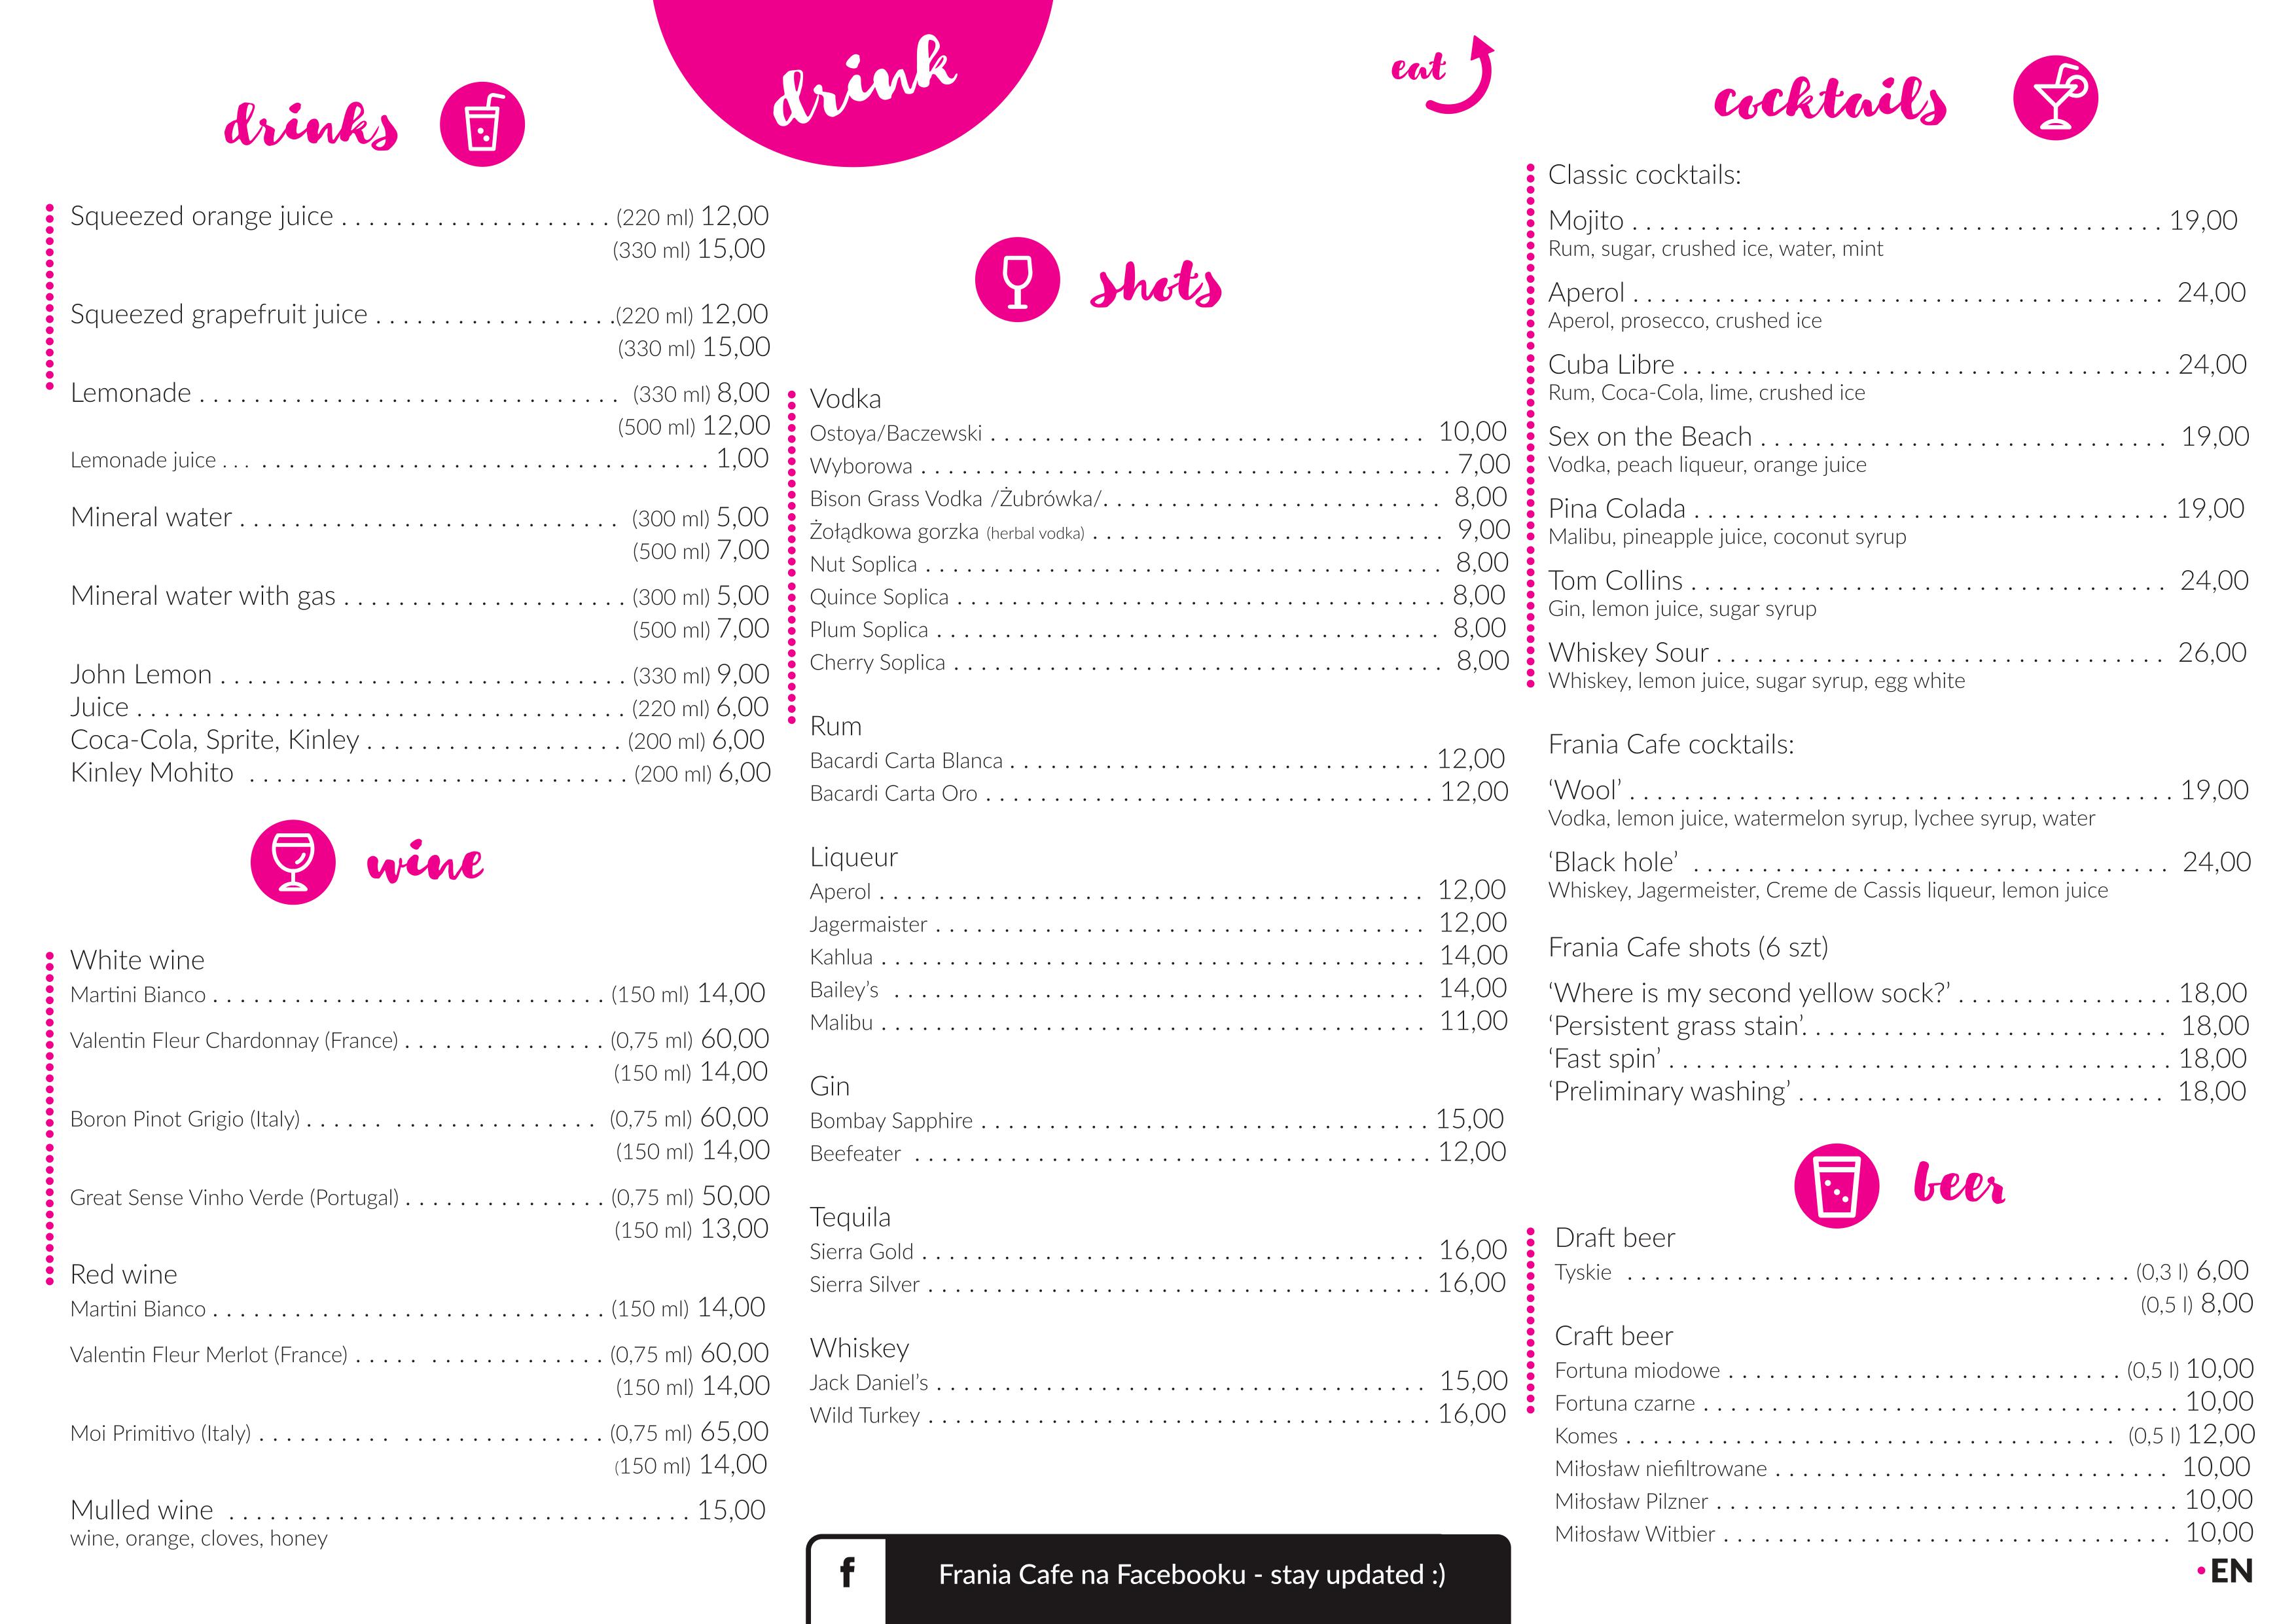 drink
eat
drinks
Squeezed orange juice . . . . . . . . . . . . . . . . . . . . (220 ml) 12,00
(330 ml) 15,00
Squeezed grapefruit juice . . . . . . . . . . . . . . . . . .(220 ml) 12,00
(330 ml) 15,00
Lemonade . . . . . . . . . . . . . . . . . . . . . . . . . . . . . . . (330 ml) 8,00
(500 ml) 12,00
Lemonade juice . . . . . . . . . . . . . . . . . . . . . . . . . . . . . . . . . . . . 1,00
Mineral water . . . . . . . . . . . . . . . . . . . . . . . . . . . . (300 ml) 5,00
(500 ml) 7,00
Mineral water with gas . . . . . . . . . . . . . . . . . . . . . (300 ml) 5,00
(500 ml) 7,00
John Lemon . . . . . . . . . . . . . . . . . . . . . . . . . . . . . . (330 ml) 9,00
Juice . . . . . . . . . . . . . . . . . . . . . . . . . . . . . . . . . . . . (220 ml) 6,00
Coca-Cola, Sprite, Kinley . . . . . . . . . . . . . . . . . . . (200 ml) 6,00
Kinley Mohito . . . . . . . . . . . . . . . . . . . . . . . . . . . . (200 ml) 6,00
wine
White wine
Martini Bianco . . . . . . . . . . . . . . . . . . . . . . . . . . . . . (150 ml) 14,00
Valentin Fleur Chardonnay (France) . . . . . . . . . . . . . . . (0,75 ml) 60,00
(150 ml) 14,00
Boron Pinot Grigio (Italy) . . . . . . . . . . . . . . . . . . . . . (0,75 ml) 60,00
(150 ml) 14,00
Great Sense Vinho Verde (Portugal) . . . . . . . . . . . . . . . (0,75 ml) 50,00
(150 ml) 13,00
Red wine
Martini Bianco . . . . . . . . . . . . . . . . . . . . . . . . . . . . . (150 ml) 14,00
Valentin Fleur Merlot (France) . . . . . . . . . . . . . . . . . . (0,75 ml) 60,00
(150 ml) 14,00
Moi Primitivo (Italy) . . . . . . . . . . . . . . . . . . . . . . . . . (0,75 ml) 65,00
(150 ml) 14,00
Mulled wine . . . . . . . . . . . . . . . . . . . . . . . . . . . . . . . . . . 15,00
wine, orange, cloves, honey
shots
Vodka
Ostoya/Baczewski . . . . . . . . . . . . . . . . . . . . . . . . . . . . . . . . 10,00
Wyborowa . . . . . . . . . . . . . . . . . . . . . . . . . . . . . . . . . . . . . . . 7,00
Bison Grass Vodka /Żubrówka/. . . . . . . . . . . . . . . . . . . . . . . . . 8,00
Żołądkowa gorzka (herbal vodka) . . . . . . . . . . . . . . . . . . . . . . . . . . 9,00
Nut Soplica . . . . . . . . . . . . . . . . . . . . . . . . . . . . . . . . . . . . . . 8,00
Quince Soplica . . . . . . . . . . . . . . . . . . . . . . . . . . . . . . . . . . . . 8,00
Plum Soplica . . . . . . . . . . . . . . . . . . . . . . . . . . . . . . . . . . . . . 8,00
Cherry Soplica . . . . . . . . . . . . . . . . . . . . . . . . . . . . . . . . . . . . 8,00
Rum
Bacardi Carta Blanca . . . . . . . . . . . . . . . . . . . . . . . . . . . . . . . 12,00
Bacardi Carta Oro . . . . . . . . . . . . . . . . . . . . . . . . . . . . . . . . . 12,00
Liqueur
Aperol . . . . . . . . . . . . . . . . . . . . . . . . . . . . . . . . . . . . . . . . 12,00
Jagermaister . . . . . . . . . . . . . . . . . . . . . . . . . . . . . . . . . . . . 12,00
Kahlua . . . . . . . . . . . . . . . . . . . . . . . . . . . . . . . . . . . . . . . . 14,00
Bailey’s . . . . . . . . . . . . . . . . . . . . . . . . . . . . . . . . . . . . . . . 14,00
Malibu . . . . . . . . . . . . . . . . . . . . . . . . . . . . . . . . . . . . . . . . 11,00
Gin
Bombay Sapphire . . . . . . . . . . . . . . . . . . . . . . . . . . . . . . . . . 15,00
Beefeater . . . . . . . . . . . . . . . . . . . . . . . . . . . . . . . . . . . . . . 12,00
Tequila
Sierra Gold . . . . . . . . . . . . . . . . . . . . . . . . . . . . . . . . . . . . . 16,00
Sierra Silver . . . . . . . . . . . . . . . . . . . . . . . . . . . . . . . . . . . . . 16,00
Whiskey
Jack Daniel’s . . . . . . . . . . . . . . . . . . . . . . . . . . . . . . . . . . . . 15,00
Wild Turkey . . . . . . . . . . . . . . . . . . . . . . . . . . . . . . . . . . . . . 16,00
f
Frania Cafe na Facebooku - stay updated :)
cocktails
Classic cocktails:
Mojito . . . . . . . . . . . . . . . . . . . . . . . . . . . . . . . . . . . . . . . 19,00
Rum, sugar, crushed ice, water, mint
Aperol . . . . . . . . . . . . . . . . . . . . . . . . . . . . . . . . . . . . . . . 24,00
Aperol, prosecco, crushed ice
Cuba Libre . . . . . . . . . . . . . . . . . . . . . . . . . . . . . . . . . . . . 24,00
Rum, Coca-Cola, lime, crushed ice
Sex on the Beach . . . . . . . . . . . . . . . . . . . . . . . . . . . . . . 19,00
Vodka, peach liqueur, orange juice
Pina Colada . . . . . . . . . . . . . . . . . . . . . . . . . . . . . . . . . . . 19,00
Malibu, pineapple juice, coconut syrup
Tom Collins . . . . . . . . . . . . . . . . . . . . . . . . . . . . . . . . . . . 24,00
Gin, lemon juice, sugar syrup
Whiskey Sour . . . . . . . . . . . . . . . . . . . . . . . . . . . . . . . . . 26,00
Whiskey, lemon juice, sugar syrup, egg white
Frania Cafe cocktails:
‘Wool’ . . . . . . . . . . . . . . . . . . . . . . . . . . . . . . . . . . . . . . . . 19,00
Vodka, lemon juice, watermelon syrup, lychee syrup, water
‘Black hole’ . . . . . . . . . . . . . . . . . . . . . . . . . . . . . . . . . . . 24,00
Whiskey, Jagermeister, Creme de Cassis liqueur, lemon juice
Frania Cafe shots (6 szt)
‘Where is my second yellow sock?’ . . . . . . . . . . . . . . . . 18,00
‘Persistent grass stain’. . . . . . . . . . . . . . . . . . . . . . . . . . . 18,00
‘Fast spin’ . . . . . . . . . . . . . . . . . . . . . . . . . . . . . . . . . . . . . 18,00
‘Preliminary washing’ . . . . . . . . . . . . . . . . . . . . . . . . . . . 18,00
beer
Draft beer
Tyskie . . . . . . . . . . . . . . . . . . . . . . . . . . . . . . . . . . . . . (0,3 l) 6,00
(0,5 l) 8,00
Craft beer
Fortuna miodowe . . . . . . . . . . . . . . . . . . . . . . . . . . . . . (0,5 l) 10,00
Fortuna czarne . . . . . . . . . . . . . . . . . . . . . . . . . . . . . . . . . . . 10,00
Komes . . . . . . . . . . . . . . . . . . . . . . . . . . . . . . . . . . . . (0,5 l) 12,00
Miłosław niefiltrowane . . . . . . . . . . . . . . . . . . . . . . . . . . . . . 10,00
Miłosław Pilzner . . . . . . . . . . . . . . . . . . . . . . . . . . . . . . . . . . 10,00
Miłosław Witbier . . . . . . . . . . . . . . . . . . . . . . . . . . . . . . . . . 10,00
•EN